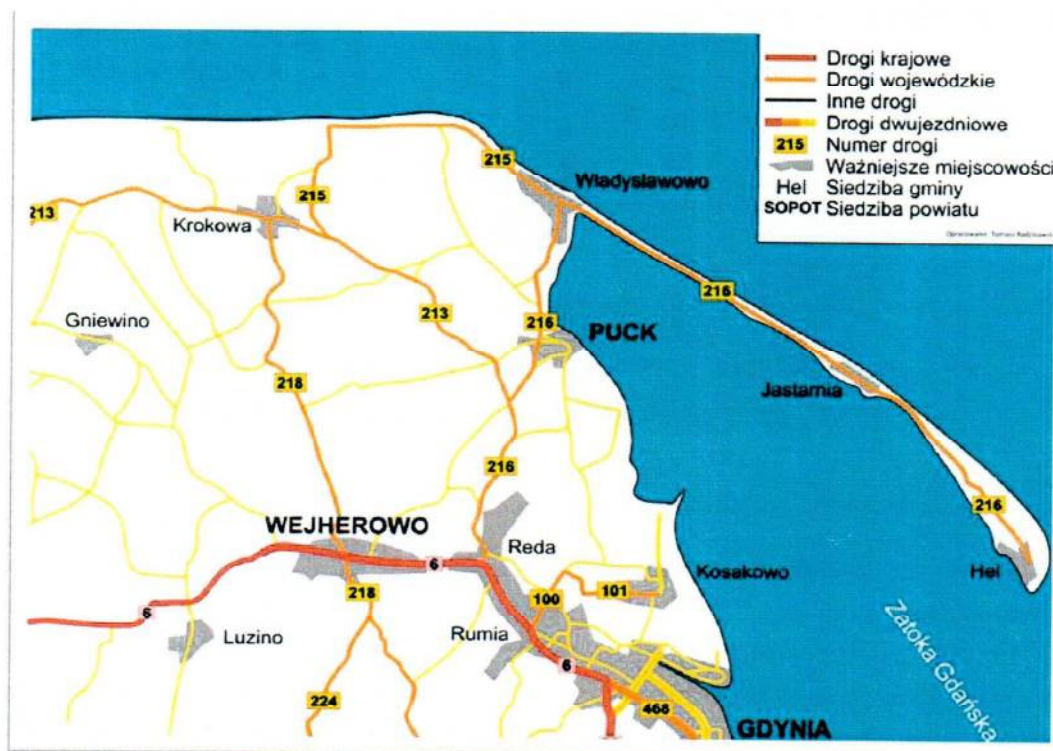 Drogi krajowe
Drogi wojewódzkie
Inne drogi
Drogi dwujezdniowe
215 Numer drogi
Ważniejsze miejscowości
Hel Siedziba gminy
SOPOT Siedziba powiatu
215
Władysławowo
215
213
Krokowa
216
213
216
PUCK
Gniewino
218
Jastarnia
216
216
WEJHEROWO
Reda
6
Kosakowo
Hel
218
100
101
6
Luzino
Rumia
Zatoka Gdańska
6
224
468
GDYNIA